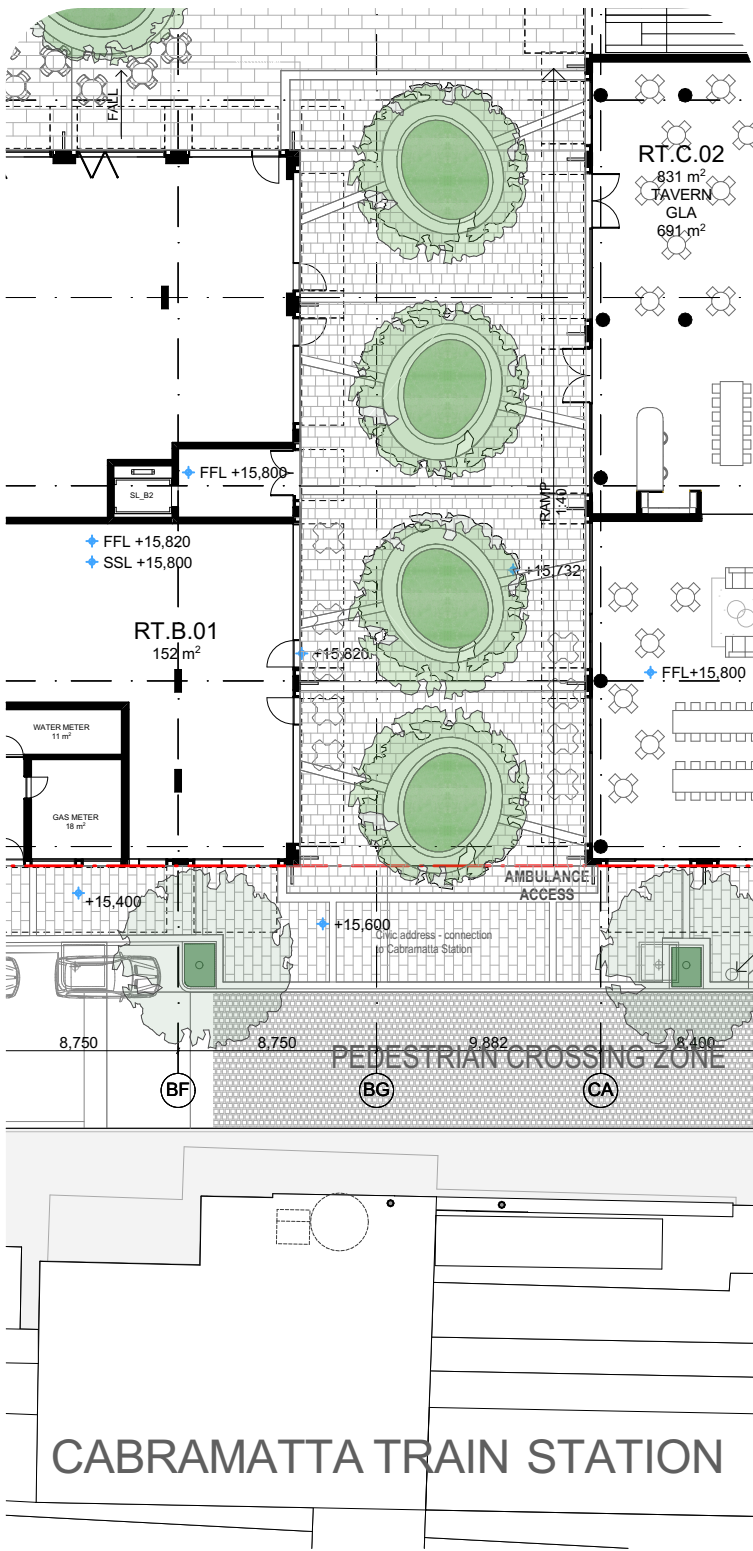 FALL
RT.C.02
831 m²
TAVERN
GLA
691 m²
FFL +15,800
SL_B2
RAMP
1:40
FFL +15,820
SSL +15,800
+15,732
RT.B.01
152 m²
+15,820
FFL+15,800
WATER METER
11 m²
GAS METER
18 m²
AMBULANCE
ACCESS
+15,400
+15,600
Civic address - connection
to Cabramatta Station
8,750
8,750
9,882
8,400
PEDESTRIAN CROSSING ZONE
BF
BG
CA
CABRAMATTA TRAIN STATION